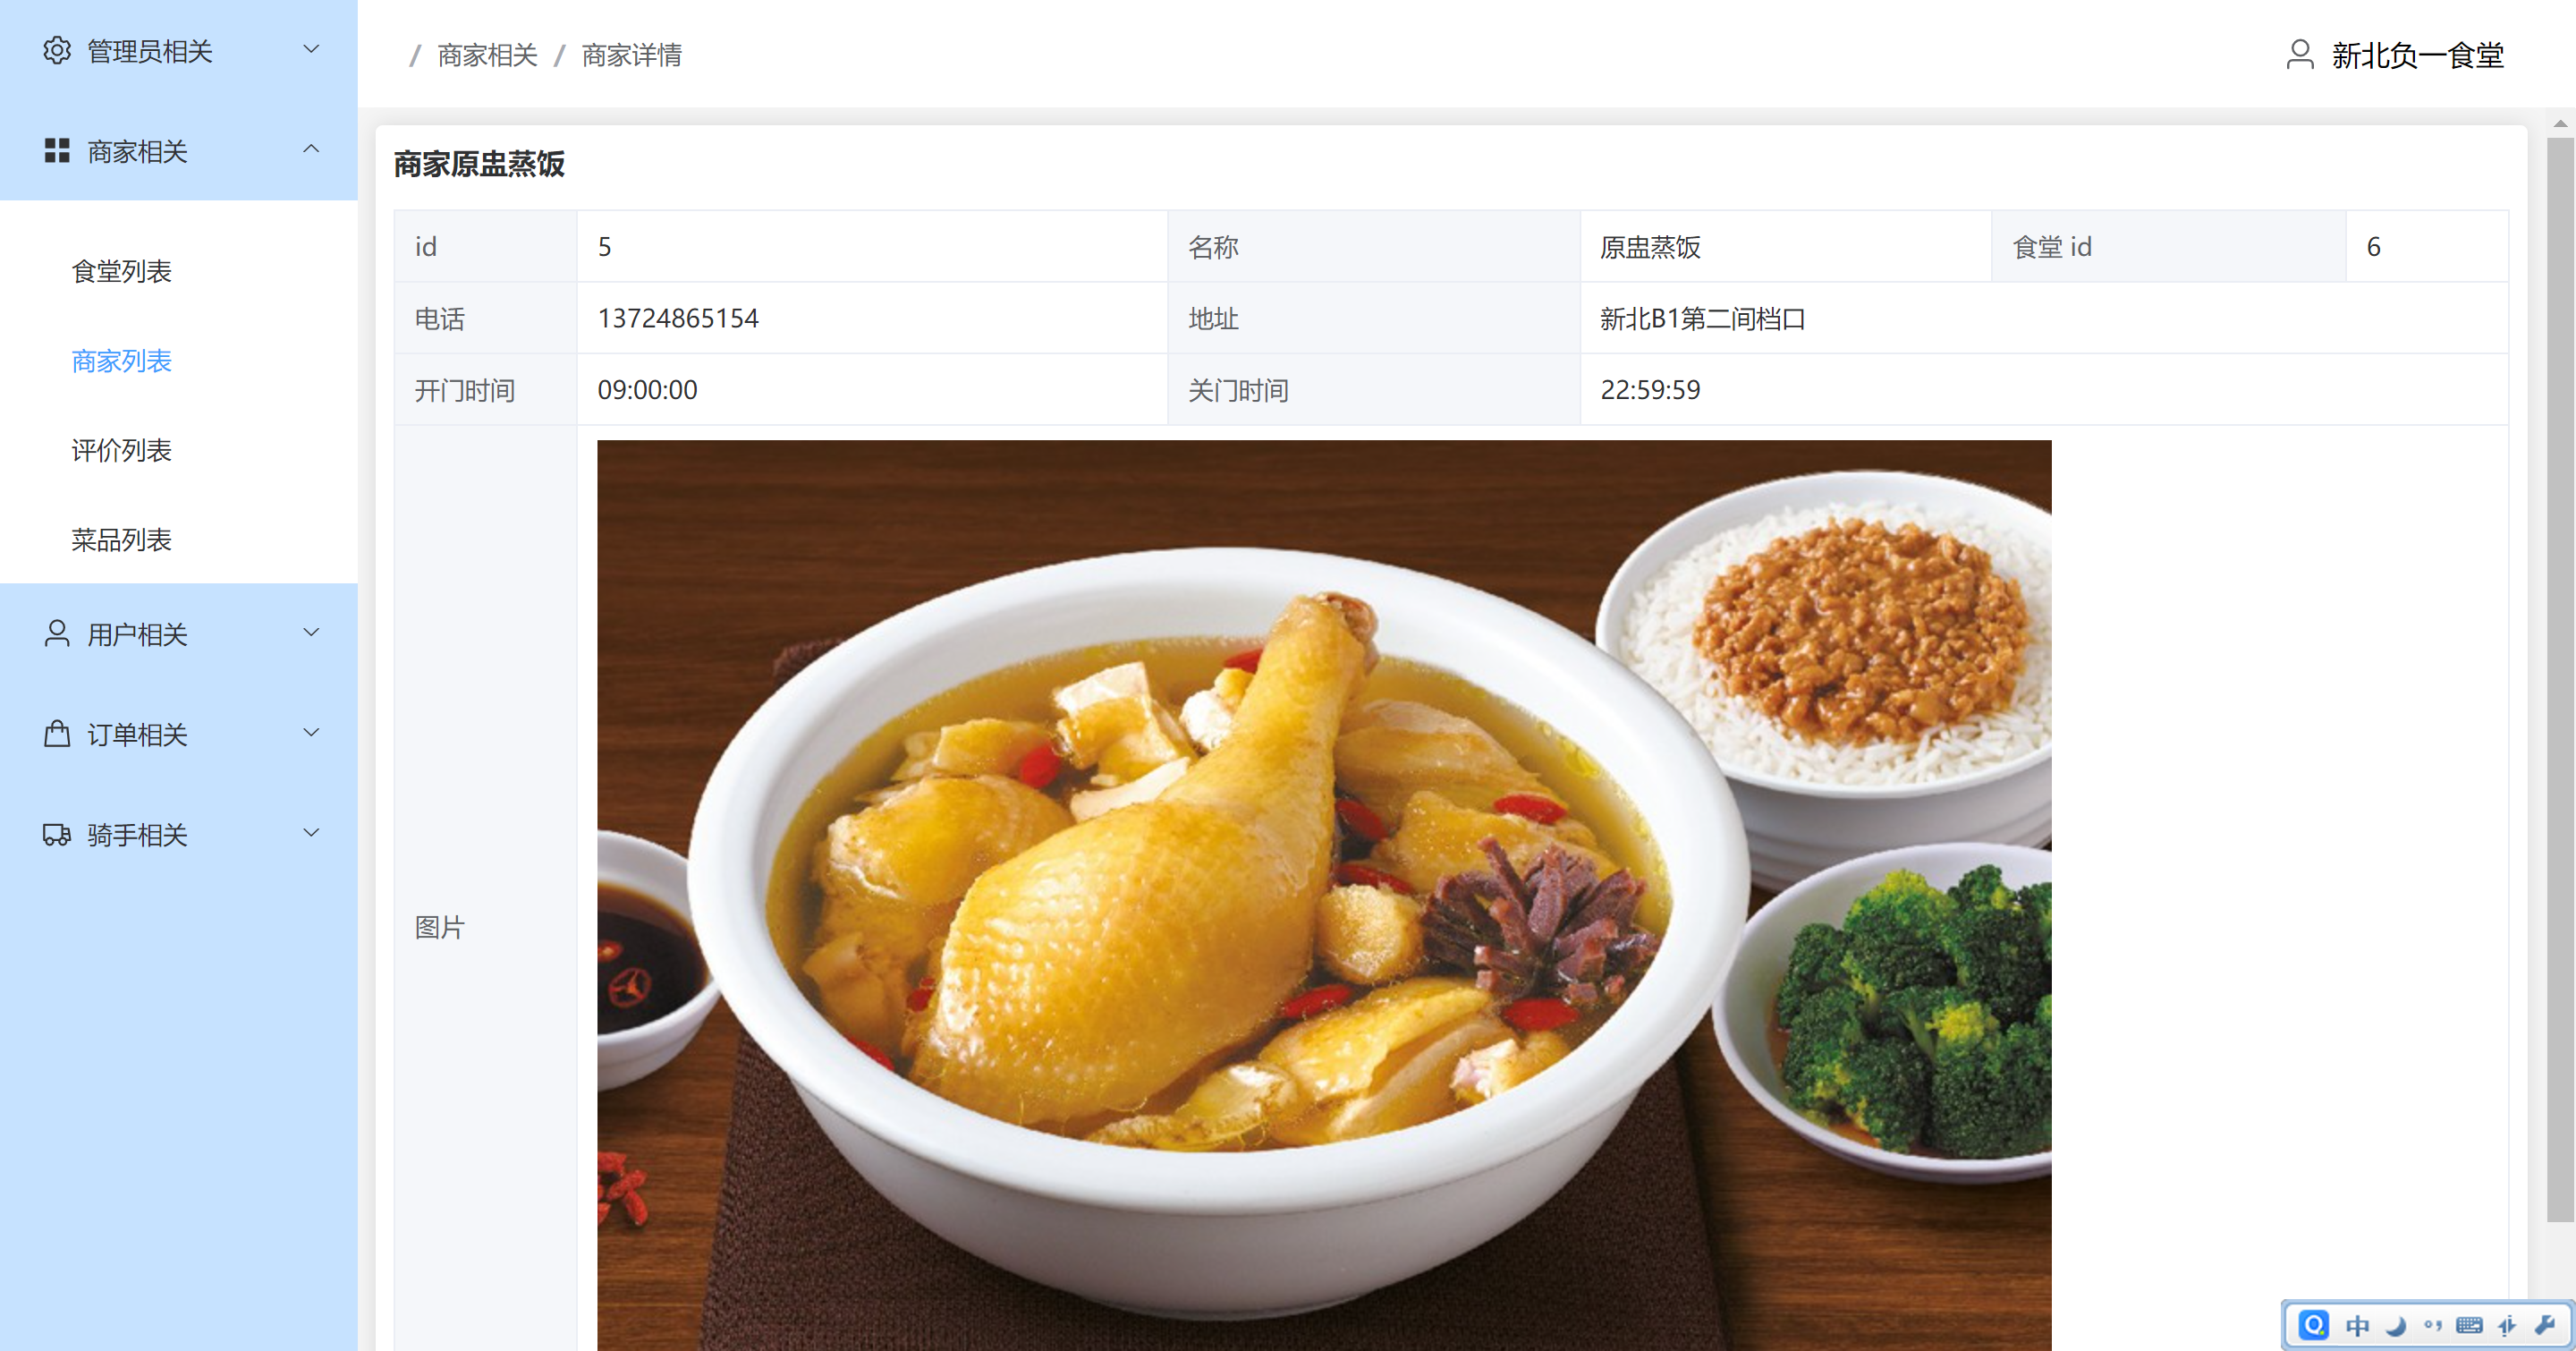 管理员相关
商家相关
食堂列表
商家列表
评价列表
菜品列表
用户相关
订单相关
骑手相关
/ 商家相关 / 商家详情
新北负一食堂
商家原盅蒸饭
id 5 名称 原盅蒸饭 食堂 id 6
电话 13724865154 地址 新北B1第二间档口
开门时间 09:00:00 关门时间 22:59:59
图片
中